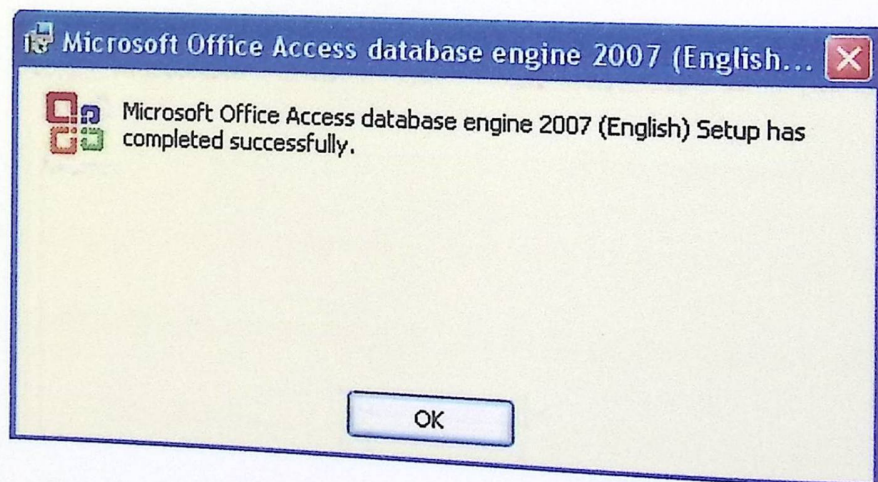 Microsoft Office Access database engine 2007 (English...
Microsoft Office Access database engine 2007 (English) Setup has
completed successfully.
OK